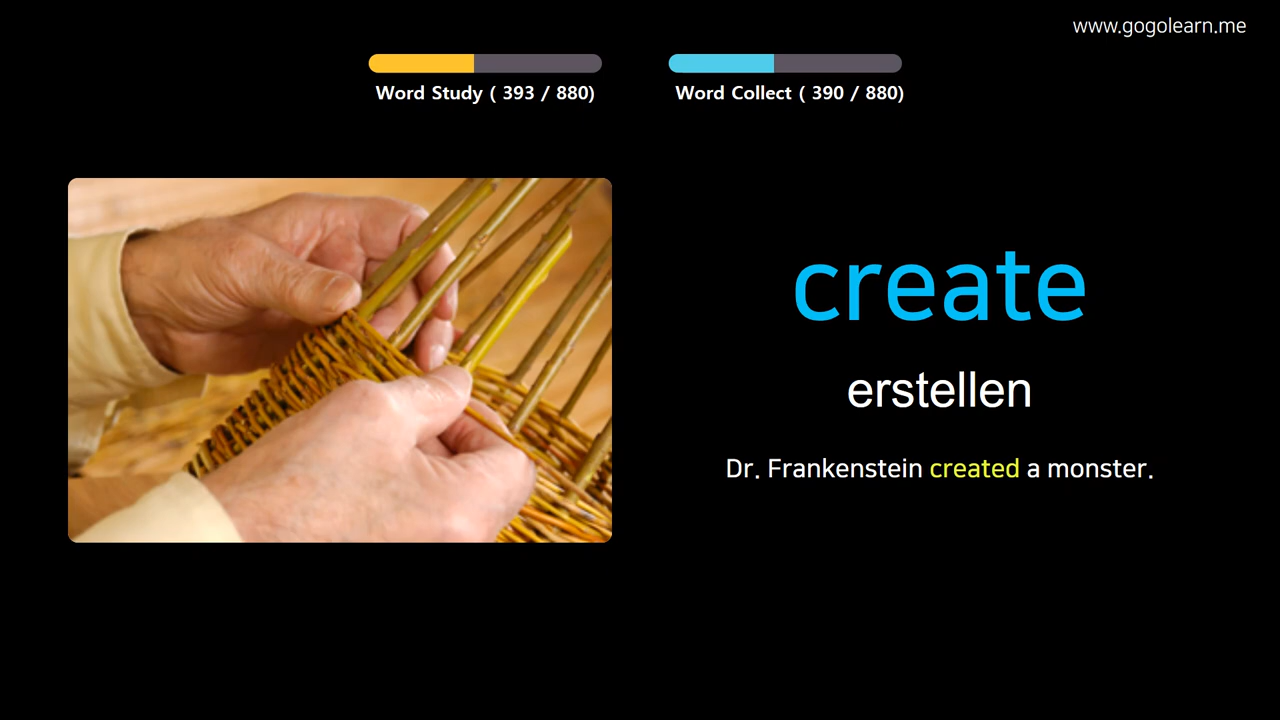 www.gogolearn.me
Word Study ( 393 / 880)
Word Collect ( 390 / 880)
create
erstellen
Dr. Frankenstein created a monster.